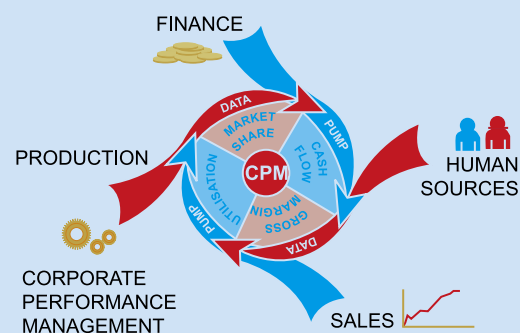 FINANCE
DATA
MARKET
SHARE
PUMP
CASH
FLOW
PRODUCTION
CPM
HUMAN
SOURCES
UTILISATION
GROSS
MARGIN
PUMP
DATA
CORPORATE
PERFORMANCE
MANAGEMENT
SALES